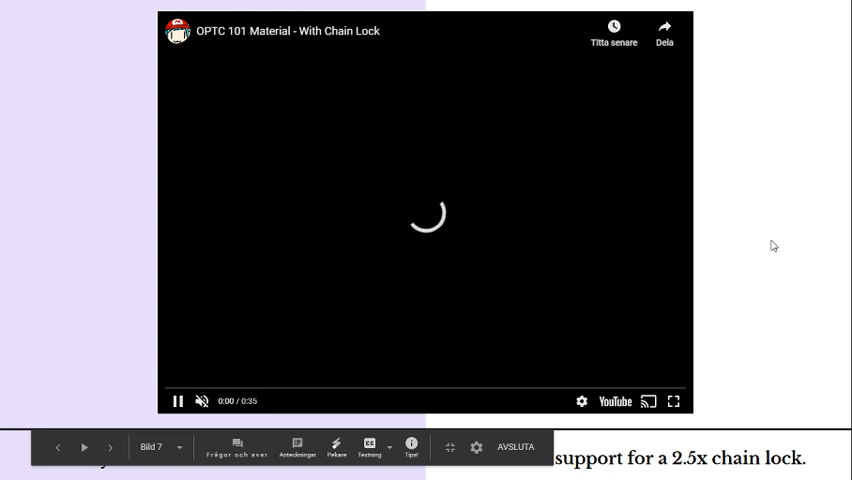 OPTC 101 Material - With Chain Lock
Titta senare
Dela
0:00 / 0:35
YouTube
Bild 7
Frågor och svar
Anteckningar
Pekare
Textning
Tips!
AVSLUTA
support for a 2.5x chain lock.